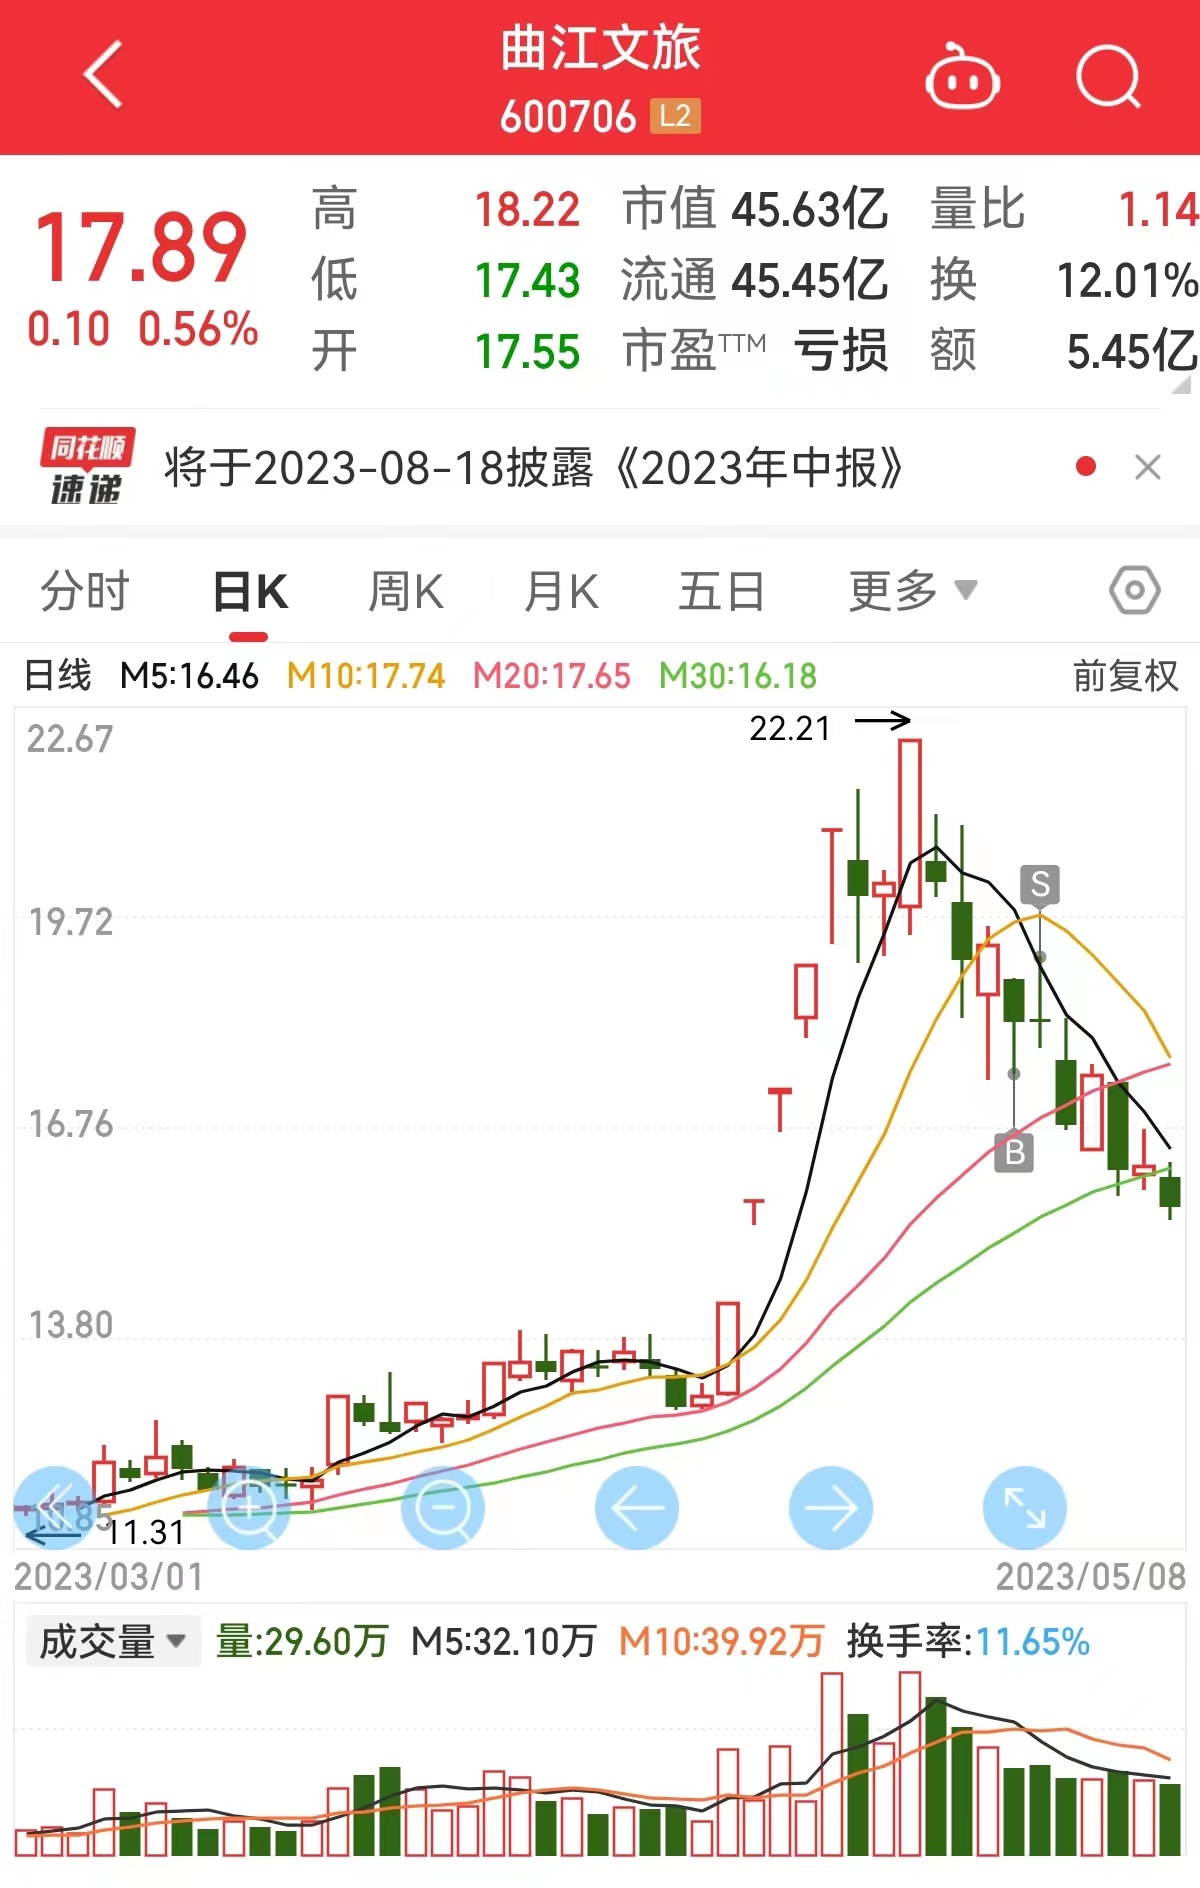 曲江文旅
600706 L2
17.89
0.10 0.56%
高 18.22 市值 45.63亿 量比 1.14
低 17.43 流通 45.45亿 换 12.01%
开 17.55 市盈TTM 亏损 额 5.45亿
同花顺
速递
将于2023-08-18披露《2023年中报》
分时 日K 周K 月K 五日 更多
日线 M5:16.46 M10:17.74 M20:17.65 M30:16.18 前复权
22.67
22.21
19.72
S
16.76
B
13.80
11.31
2023/03/01 2023/05/08
成交量 量:29.60万 M5:32.10万 M10:39.92万 换手率:11.65%